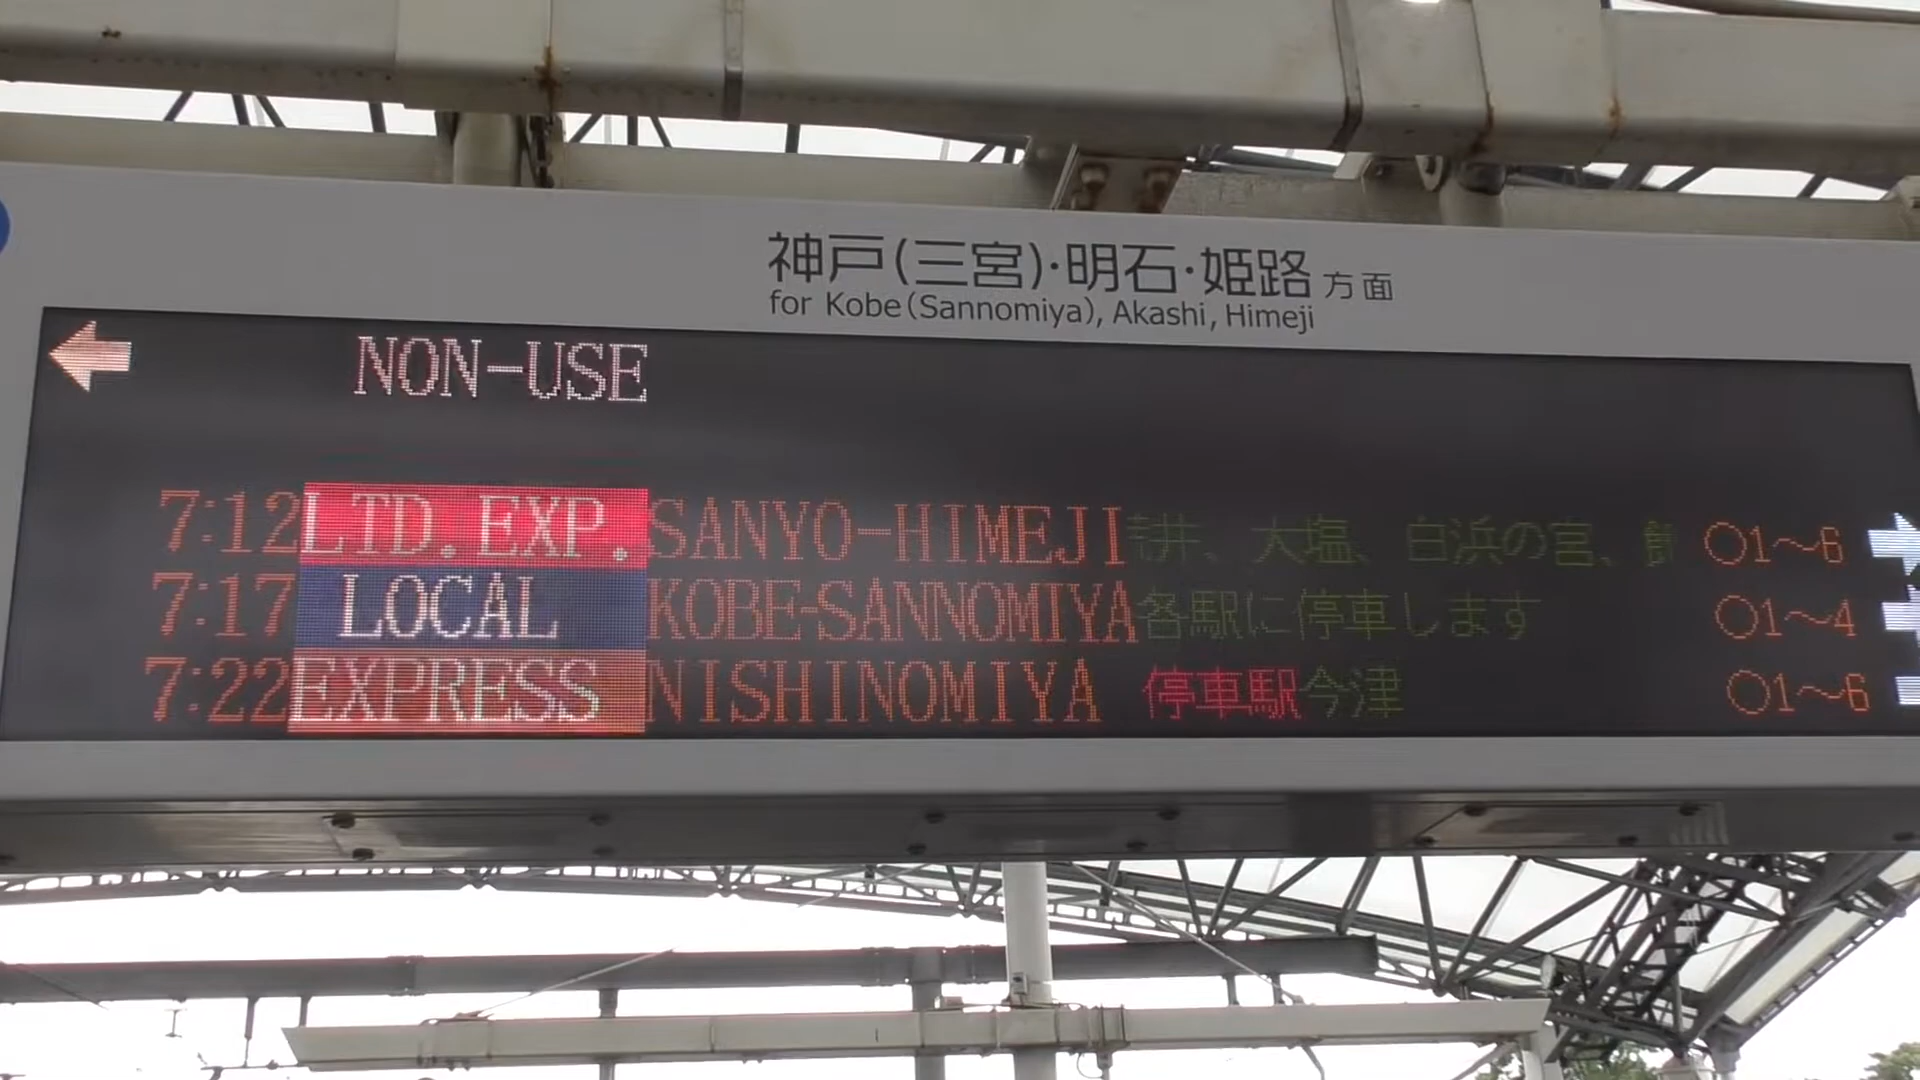 神戸(三宮)・明石・姫路 方面
for Kobe(Sannomiya), Akashi, Himeji
NON-USE
7:12 LTD.EXP. SANYO-HIMEJI 、大塩、白浜の宮、 ○1～6
7:17 LOCAL KOBE-SANNOMIYA 各駅に停車します ○1～4
7:22 EXPRESS NISHINOMIYA 停車駅 今津 ○1～6